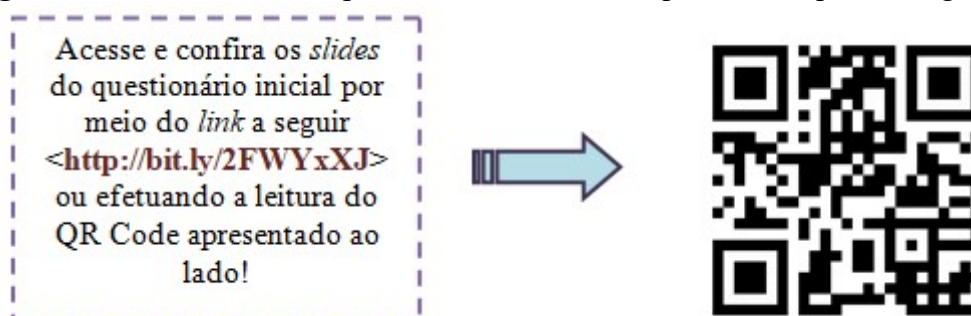 Acesse e confira os slides
do questionário inicial por
meio do link a seguir
<http://bit.ly/2FWYxXJ>
ou efetuando a leitura do
QR Code apresentado ao
lado!